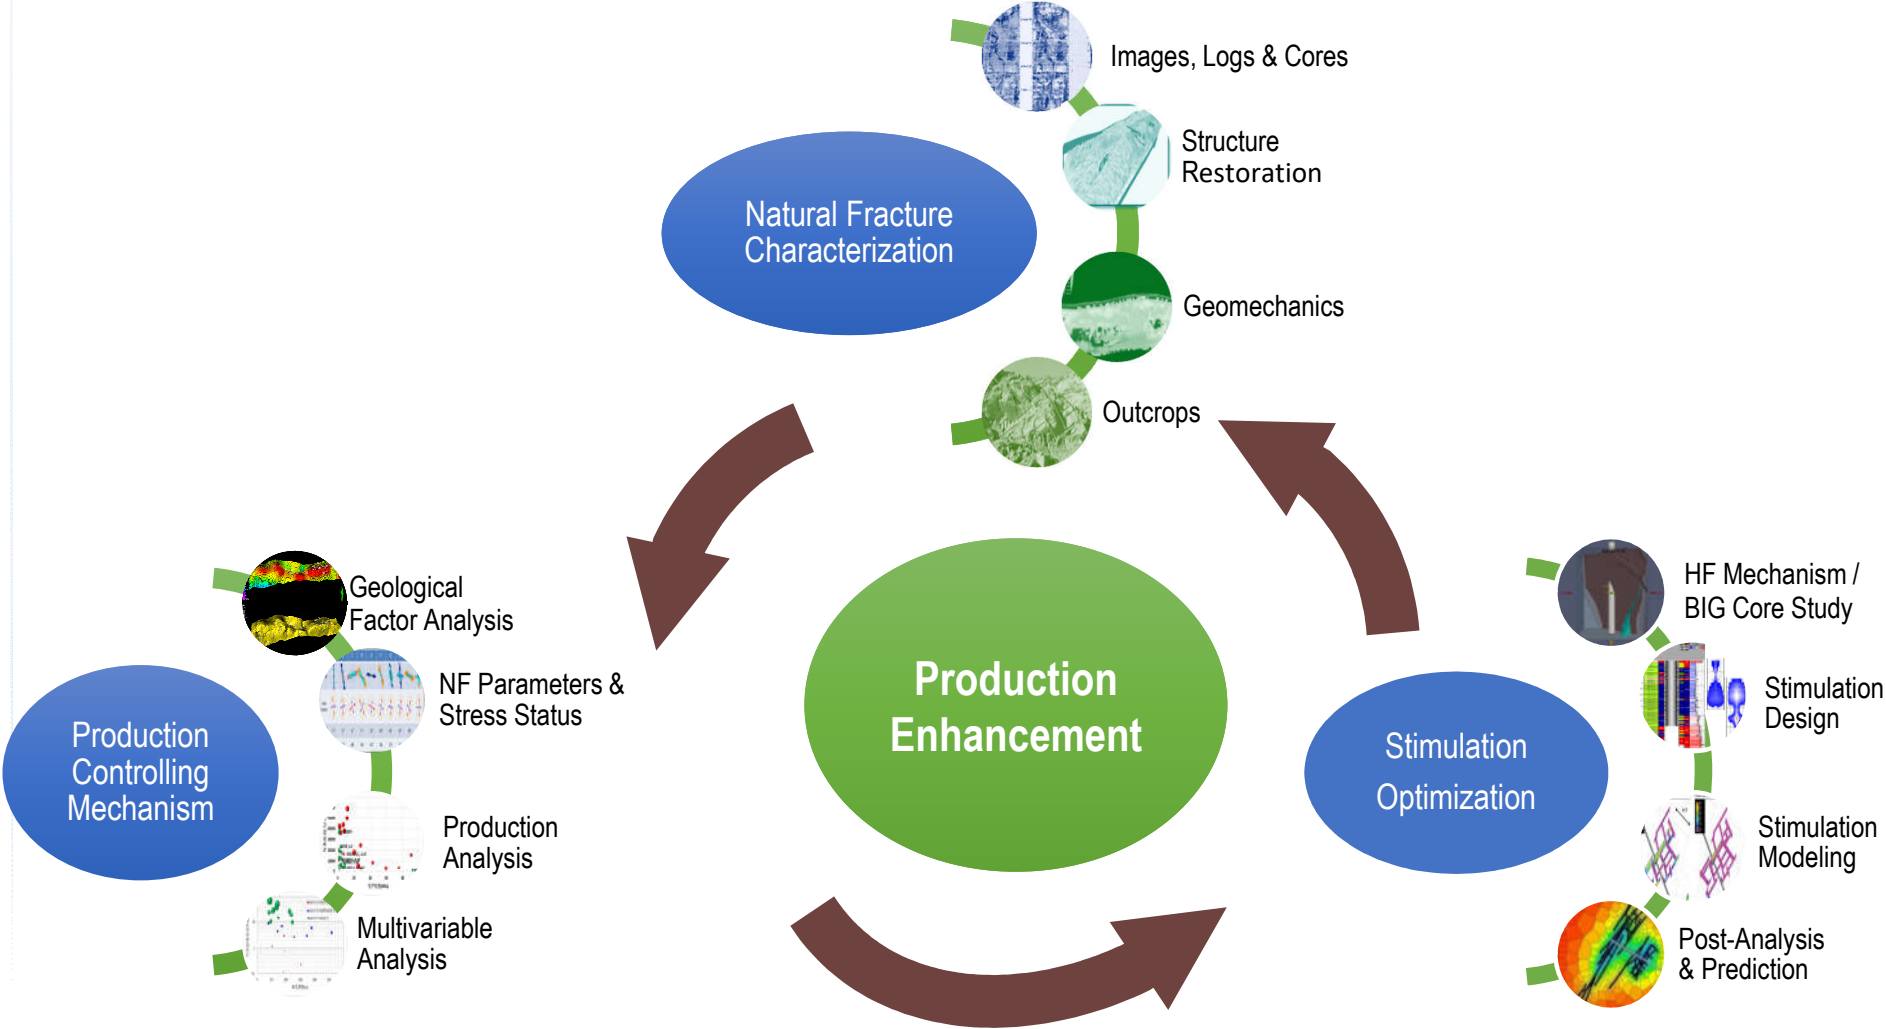 Images, Logs & Cores
Structure
Restoration
Natural Fracture
Characterization
Geomechanics
Outcrops
Geological
Factor Analysis
NF Parameters &
Stress Status
Production
Controlling
Mechanism
Production
Analysis
Multivariable
Analysis
Production
Enhancement
HF Mechanism /
BIG Core Study
Stimulation
Design
Stimulation
Optimization
Stimulation
Modeling
Post-Analysis
& Prediction